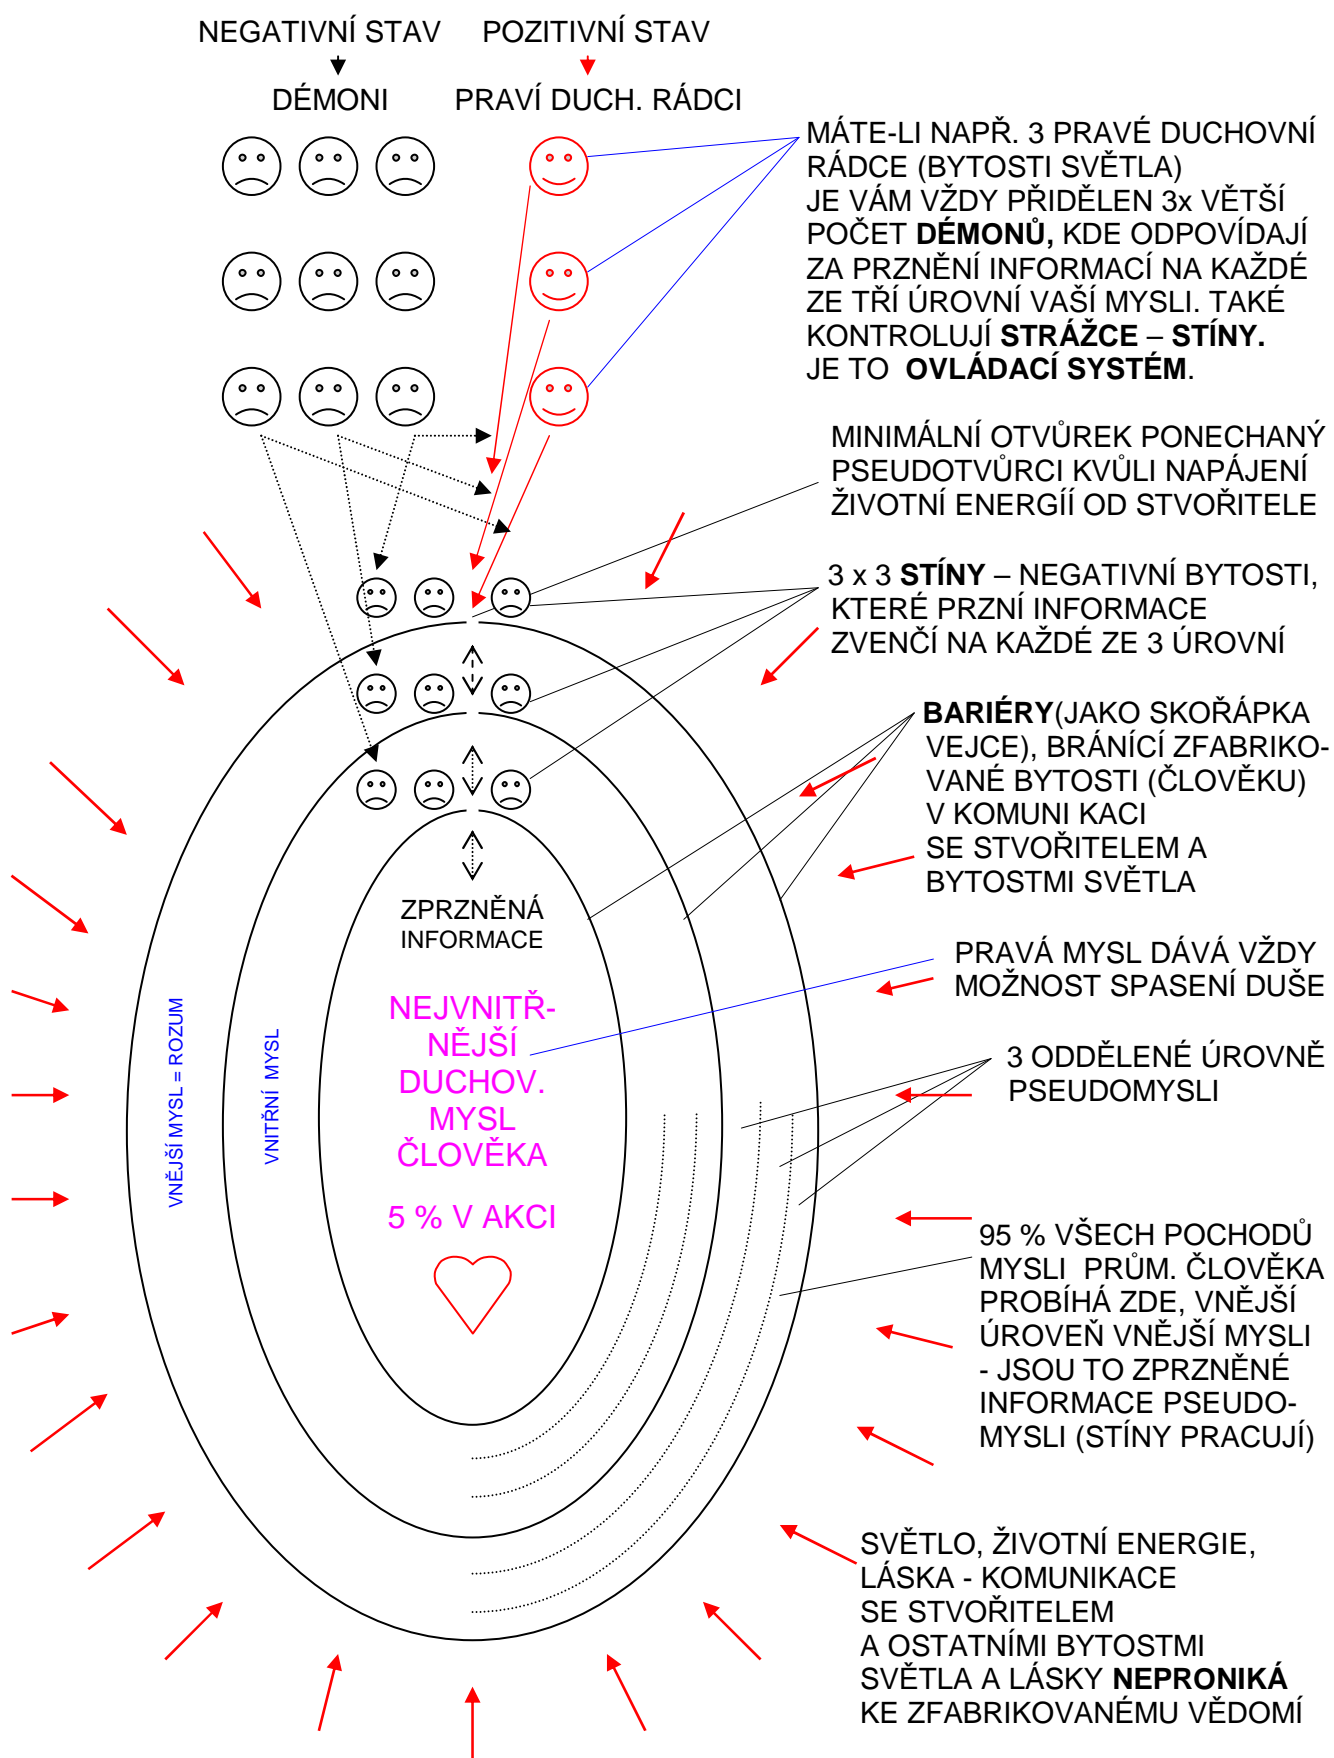 NEGATIVNÍ STAV
POZITIVNÍ STAV
DÉMONI
PRAVÍ DUCH. RÁDCI
MÁTE-LI NAPŘ. 3 PRAVÉ DUCHOVNÍ
RÁDCE (BYTOSTI SVĚTLA)
JE VÁM VŽDY PŘIDĚLEN 3x VĚTŠÍ
POČET DÉMONŮ, KDE ODPOVÍDAJÍ
ZA PRZNĚNÍ INFORMACÍ NA KAŽDÉ
ZE TŘÍ ÚROVNÍ VAŠÍ MYSLI. TAKÉ
KONTROLUJÍ STRÁŽCE – STÍNY.
JE TO OVLÁDACÍ SYSTÉM.
MINIMÁLNÍ OTVŮREK PONECHANÝ
PSEUDOTVŮRCI KVŮLI NAPÁJENÍ
ŽIVOTNÍ ENERGÍÍ OD STVOŘITELE
3 x 3 STÍNY – NEGATIVNÍ BYTOSTI,
KTERÉ PRZNÍ INFORMACE
ZVENČÍ NA KAŽDÉ ZE 3 ÚROVNÍ
BARIÉRY(JAKO SKOŘÁPKA
VEJCE), BRÁNÍCÍ ZFABRIKO-
VANÉ BYTOSTI (ČLOVĚKU)
V KOMUNI KACI
SE STVOŘITELEM A
BYTOSTMI SVĚTLA
ZPRZNĚNÁ
INFORMACE
PRAVÁ MYSL DÁVÁ VŽDY
MOŽNOST SPASENÍ DUŠE
NEJVNITŘ-
NĚJŠÍ
DUCHOV.
MYSL
ČLOVĚKA
5 % V AKCI
VNĚJŠÍ MYSL = ROZUM
VNITŘNÍ MYSL
3 ODDĚLENÉ ÚROVNĚ
PSEUDOMYSLI
95 % VŠECH POCHODŮ
MYSLI PRŮM. ČLOVĚKA
PROBÍHÁ ZDE, VNĚJŠÍ
ÚROVEŇ VNĚJŠÍ MYSLI
- JSOU TO ZPRZNĚNÉ
INFORMACE PSEUDO-
MYSLI (STÍNY PRACUJÍ)
SVĚTLO, ŽIVOTNÍ ENERGIE,
LÁSKA - KOMUNIKACE
SE STVOŘITELEM
A OSTATNÍMI BYTOSTMI
SVĚTLA A LÁSKY NEPRONIKÁ
KE ZFABRIKOVANÉMU VĚDOMÍ